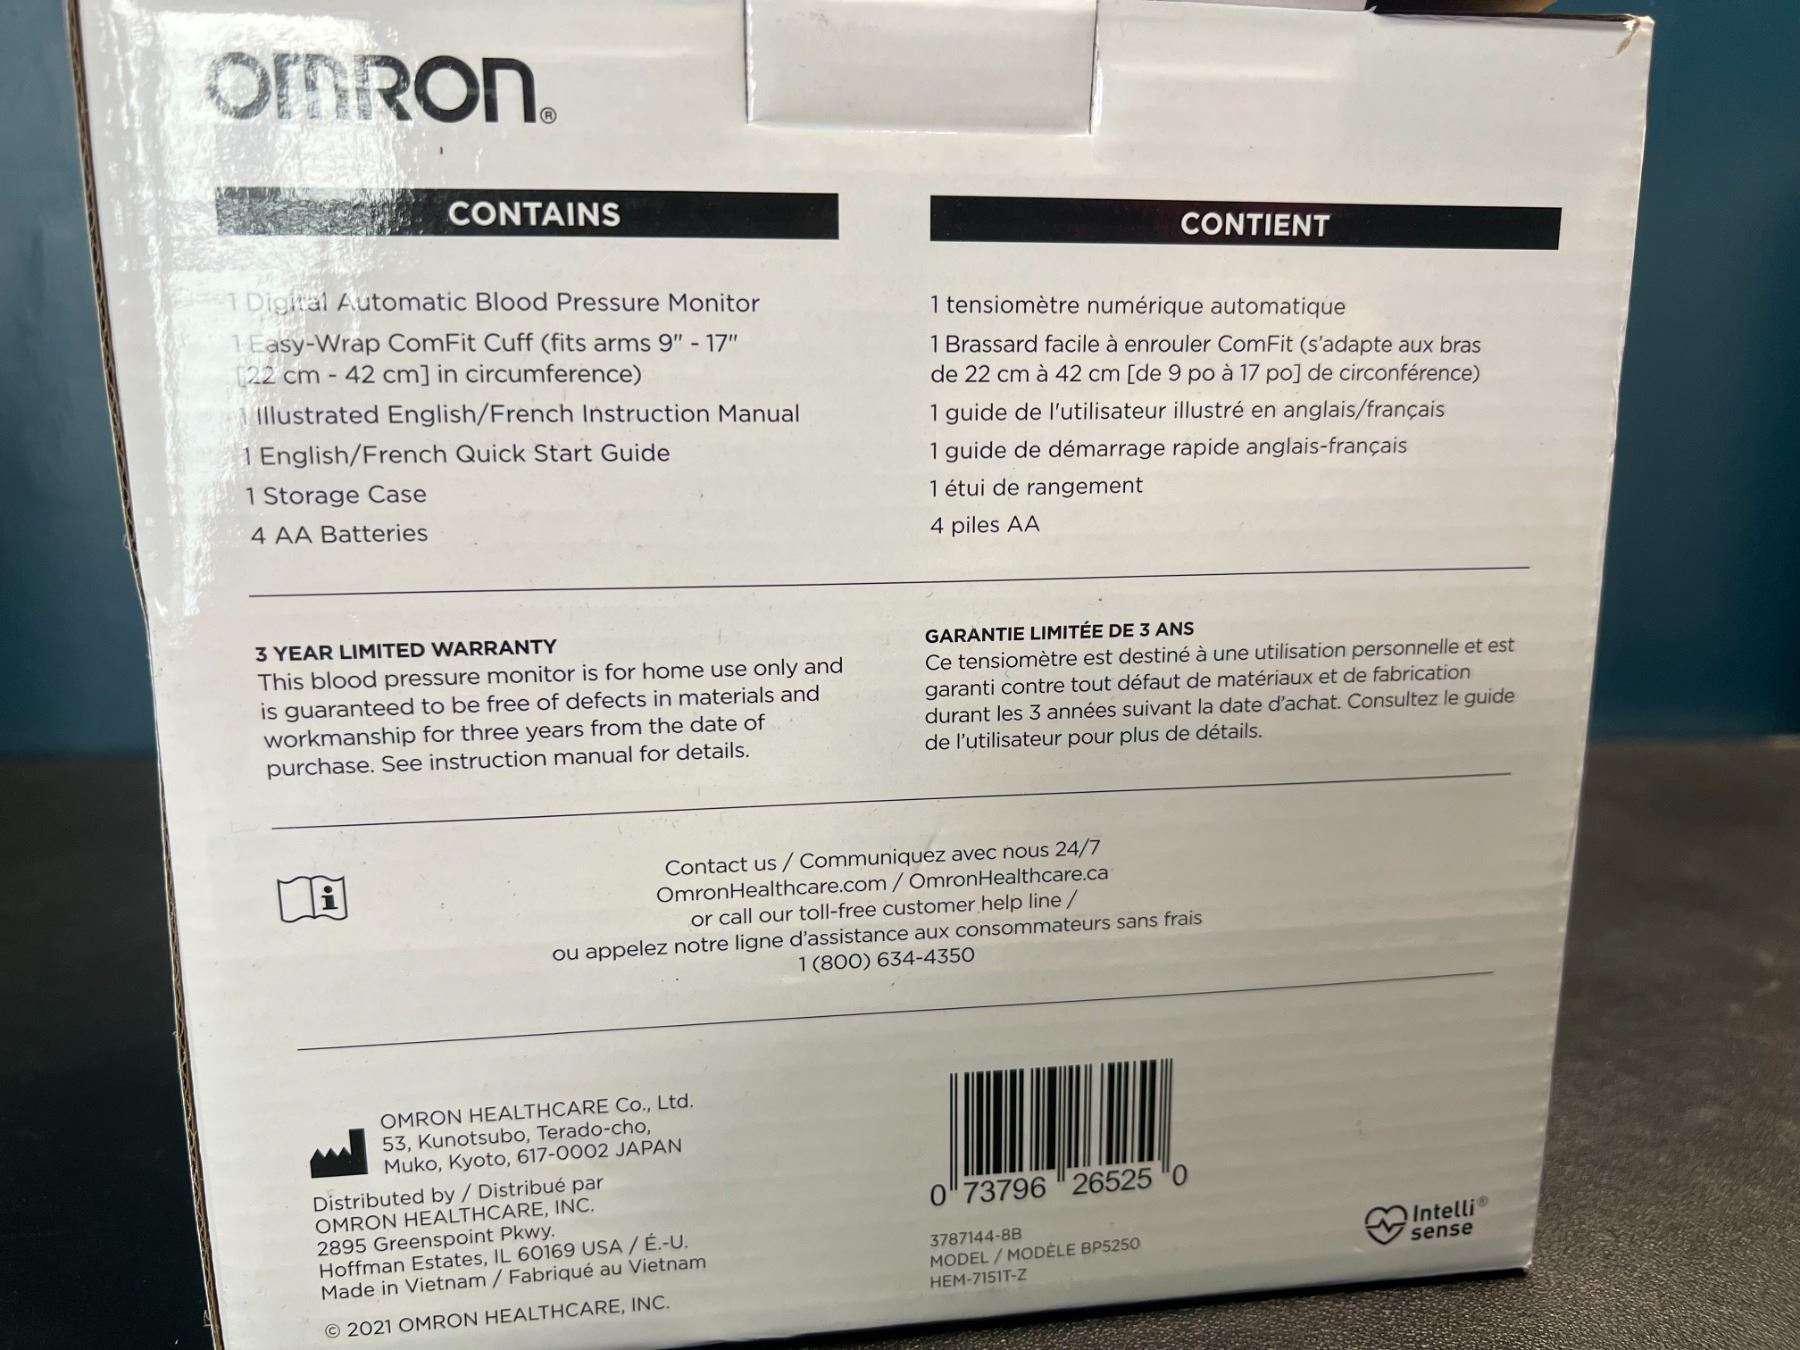 OMRON®
CONTAINS
1 Digital Automatic Blood Pressure Monitor
1 Easy-Wrap ComFit Cuff (fits arms 9" - 17"
[22 cm - 42 cm] in circumference)
1 Illustrated English/French Instruction Manual
1 English/French Quick Start Guide
1 Storage Case
4 AA Batteries
CONTIENT
1 tensiomètre numérique automatique
1 Brassard facile à enrouler ComFit (s'adapte aux bras
de 22 cm à 42 cm [de 9 po à 17 po] de circonférence)
1 guide de l'utilisateur illustré en anglais/français
1 guide de démarrage rapide anglais-français
1 étui de rangement
4 piles AA
3 YEAR LIMITED WARRANTY
This blood pressure monitor is for home use only and
is guaranteed to be free of defects in materials and
workmanship for three years from the date of
purchase. See instruction manual for details.
GARANTIE LIMITÉE DE 3 ANS
Ce tensiomètre est destiné à une utilisation personnelle et est
garanti contre tout défaut de matériaux et de fabrication
durant les 3 années suivant la date d'achat. Consultez le guide
de l'utilisateur pour plus de détails.
Contact us / Communiquez avec nous 24/7
OmronHealthcare.com / OmronHealthcare.ca
or call our toll-free customer help line /
ou appelez notre ligne d'assistance aux consommateurs sans frais
1 (800) 634-4350
OMRON HEALTHCARE Co., Ltd.
53, Kunotsubo, Terado-cho,
Muko, Kyoto, 617-0002 JAPAN
Distributed by / Distribué par
OMRON HEALTHCARE, INC.
2895 Greenspoint Pkwy.
Hoffman Estates, IL 60169 USA / É.-U.
Made in Vietnam / Fabriqué au Vietnam
© 2021 OMRON HEALTHCARE, INC.
0 73796 26525 0
3787144-8B
MODEL / MODÈLE BP5250
HEM-7151T-Z
Intelli®
sense